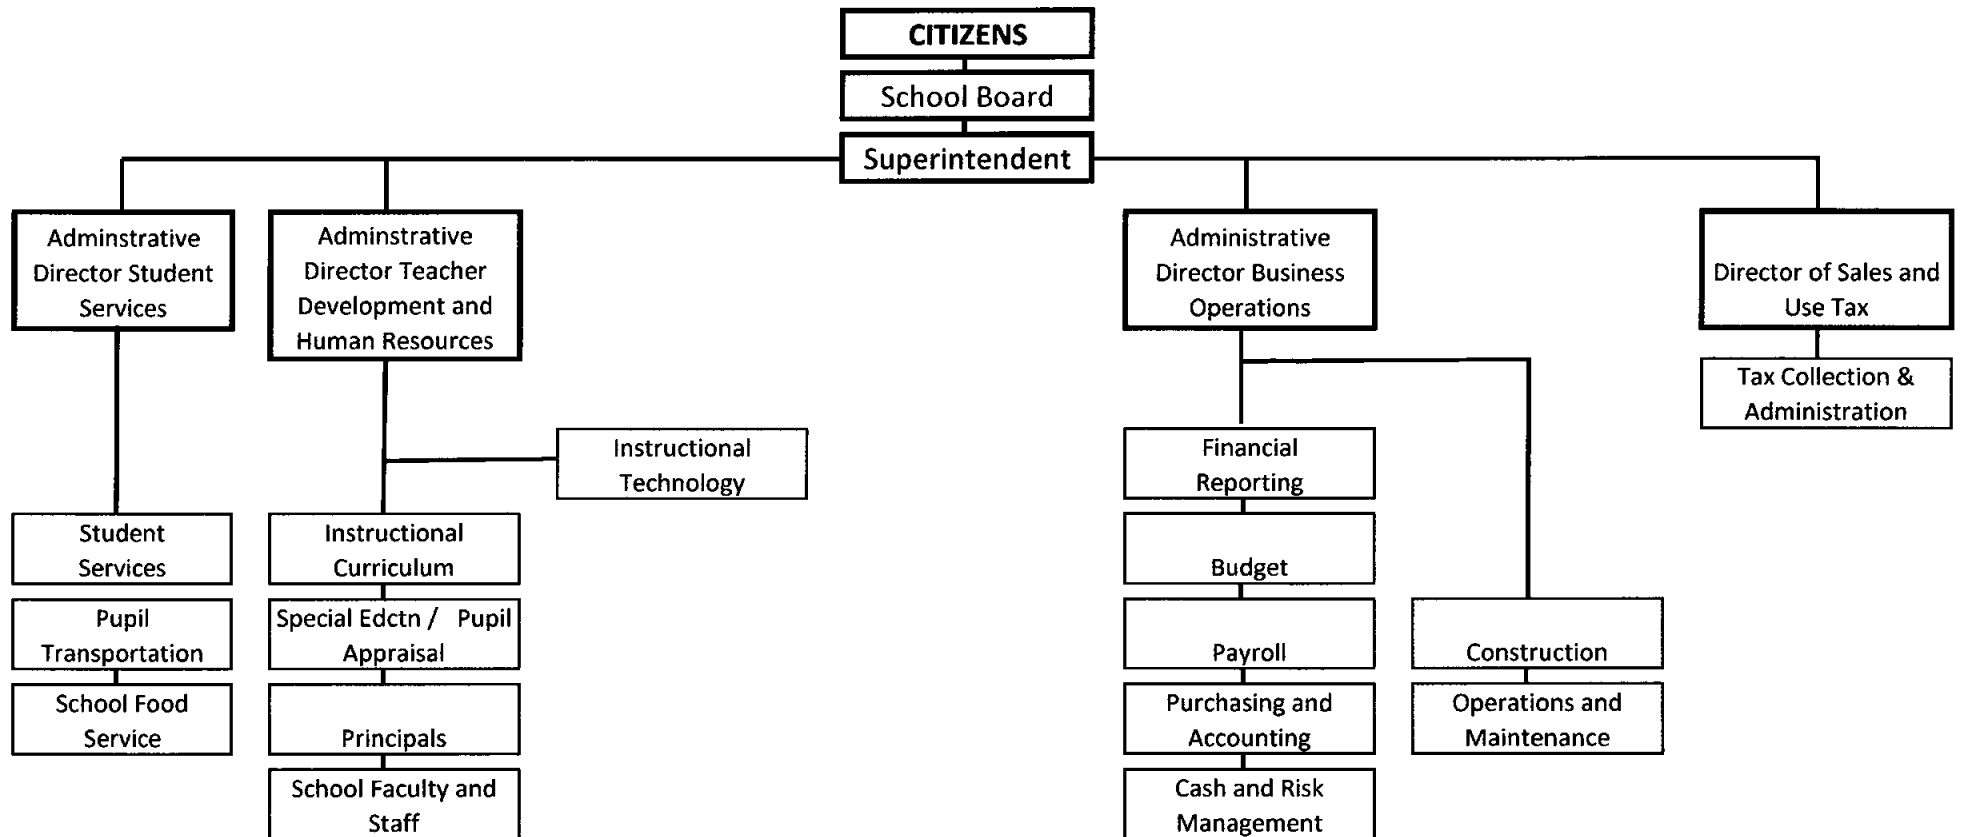 CITIZENS
School Board
Superintendent
Adminstrative
Director Student
Services
Adminstrative
Director Teacher
Development and
Human Resources
Administrative
Director Business
Operations
Director of Sales and
Use Tax
Tax Collection &
Administration
Instructional
Technology
Financial
Reporting
Student
Services
Instructional
Curriculum
Budget
Pupil
Transportation
Special Edctn / Pupil
Appraisal
Payroll
Construction
School Food
Service
Principals
Purchasing and
Accounting
Operations and
Maintenance
School Faculty and
Staff
Cash and Risk
Management